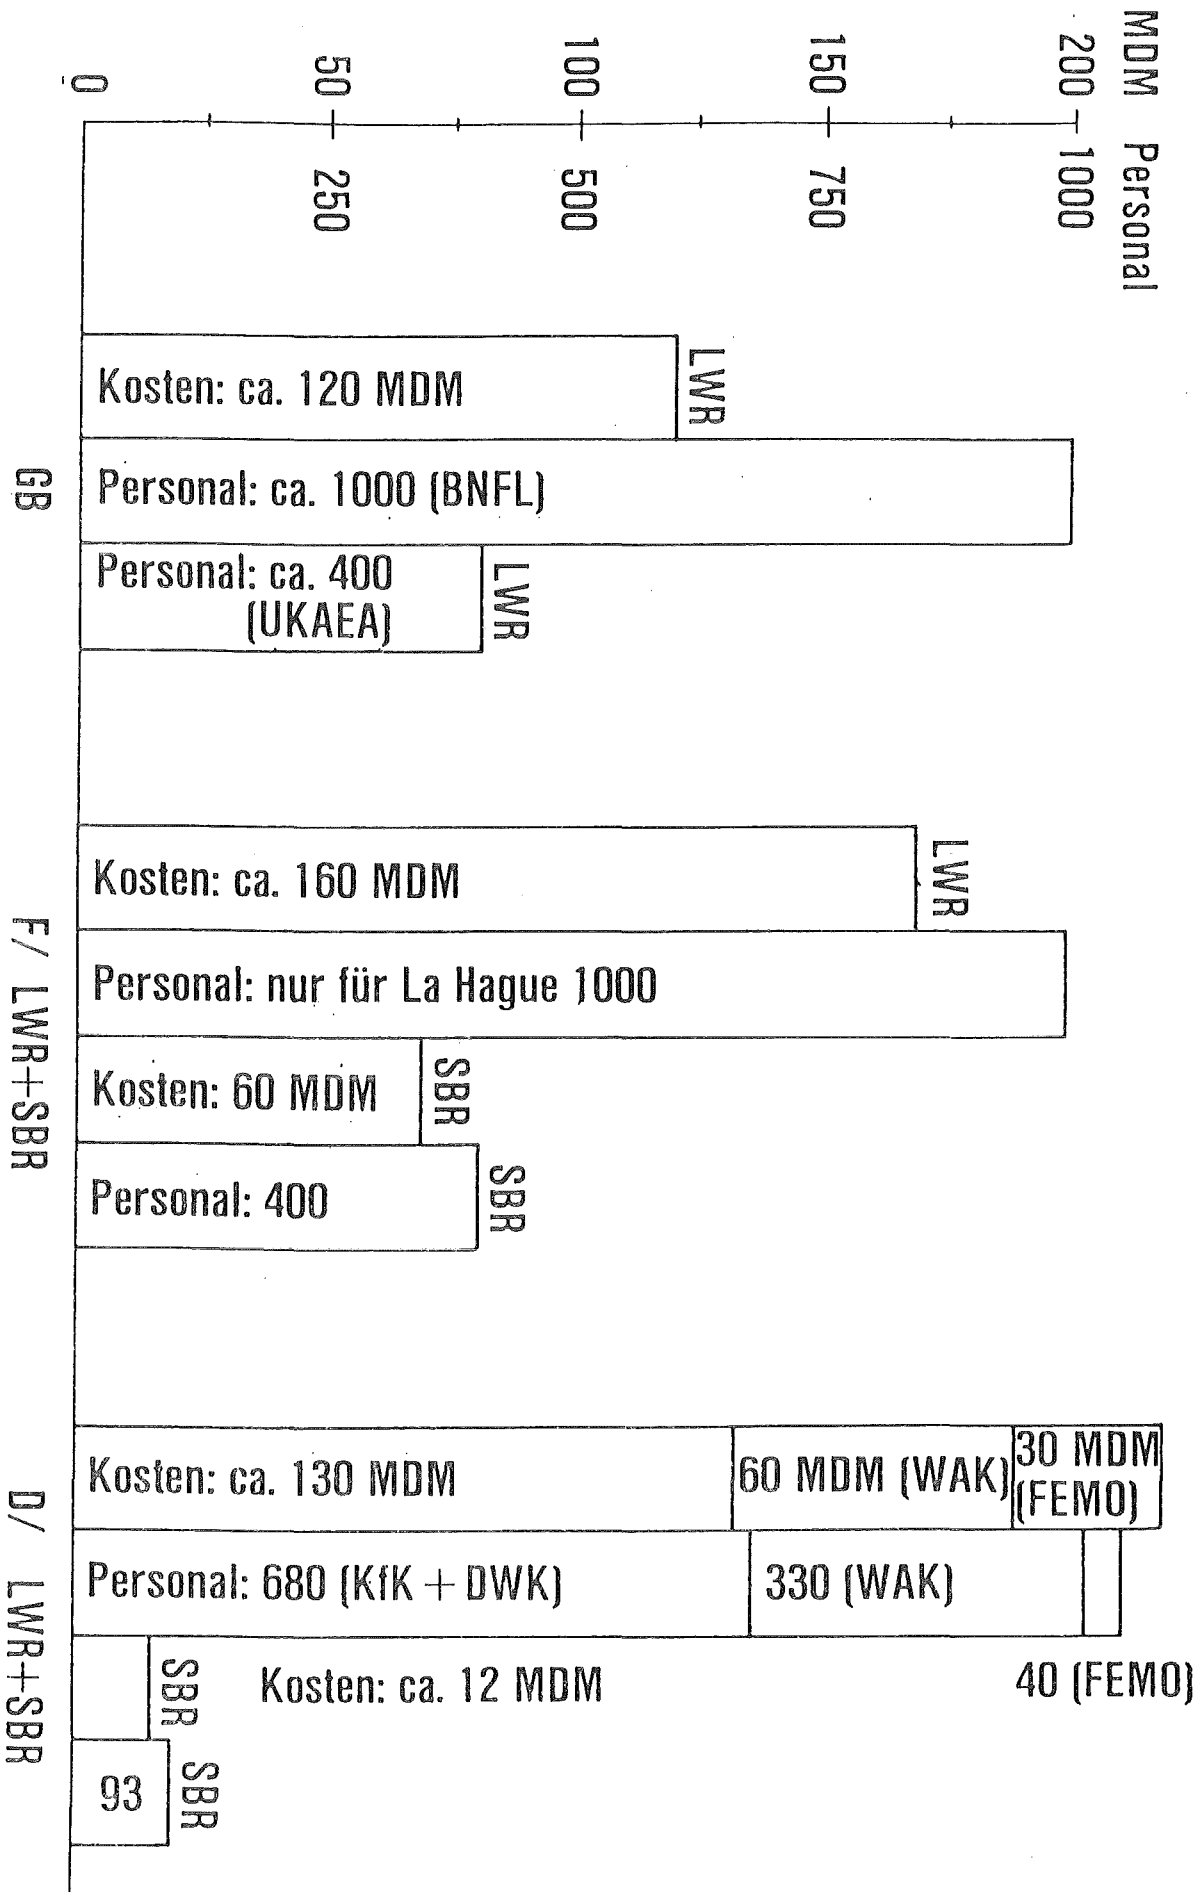 MDM Personal
200 1000
150 750
100 500
50 250
0
LWR
Kosten: ca. 120 MDM
Personal: ca. 1000 (BNFL)
LWR
Personal: ca. 400
(UKAEA)
GB
LWR
Kosten: ca. 160 MDM
Personal: nur für La Hague 1000
SBR
Kosten: 60 MDM
SBR
Personal: 400
F/ LWR+SBR
Kosten: ca. 130 MDM
60 MDM (WAK)
30 MDM
(FEMO)
Personal: 680 (KfK + DWK)
330 (WAK)
40 (FEMO)
SBR
Kosten: ca. 12 MDM
SBR
93
D/ LWR+SBR